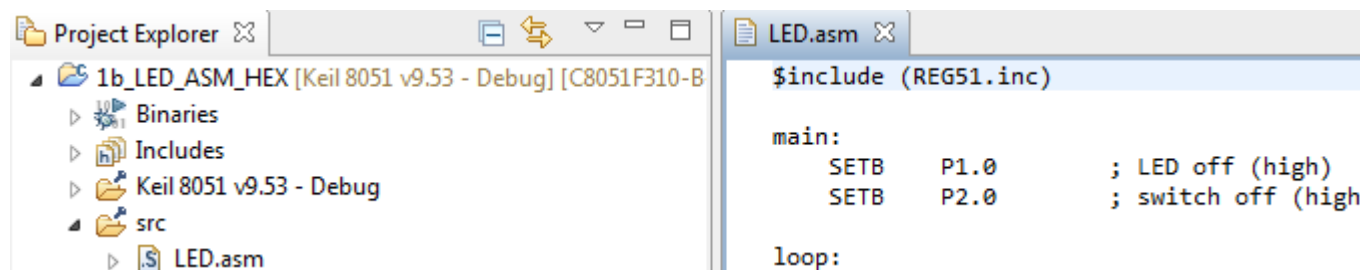 Project Explorer
1b_LED_ASM_HEX [Keil 8051 v9.53 - Debug] [C8051F310-B
Binaries
Includes
Keil 8051 v9.53 - Debug
src
LED.asm
LED.asm
$include (REG51.inc)
main:
SETB P1.0 ; LED off (high)
SETB P2.0 ; switch off (high
loop: